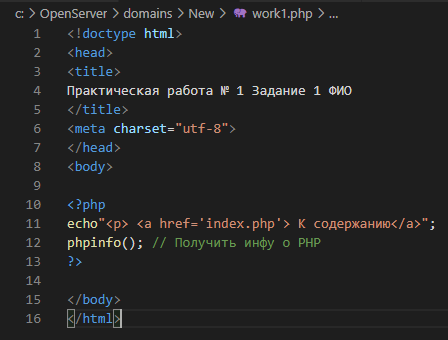 c: > OpenServer > domains > New > work1.php > ...
1 <!doctype html>
2 <head>
3 <title>
4 Практическая работа № 1 Задание 1 ФИО
5 </title>
6 <meta charset="utf-8">
7 </head>
8 <body>
9
10 <?php
11 echo"<p> <a href='index.php'> К содержанию</a>";
12 phpinfo(); // Получить инфу о PHP
13 ?>
14
15 </body>
16 </html>